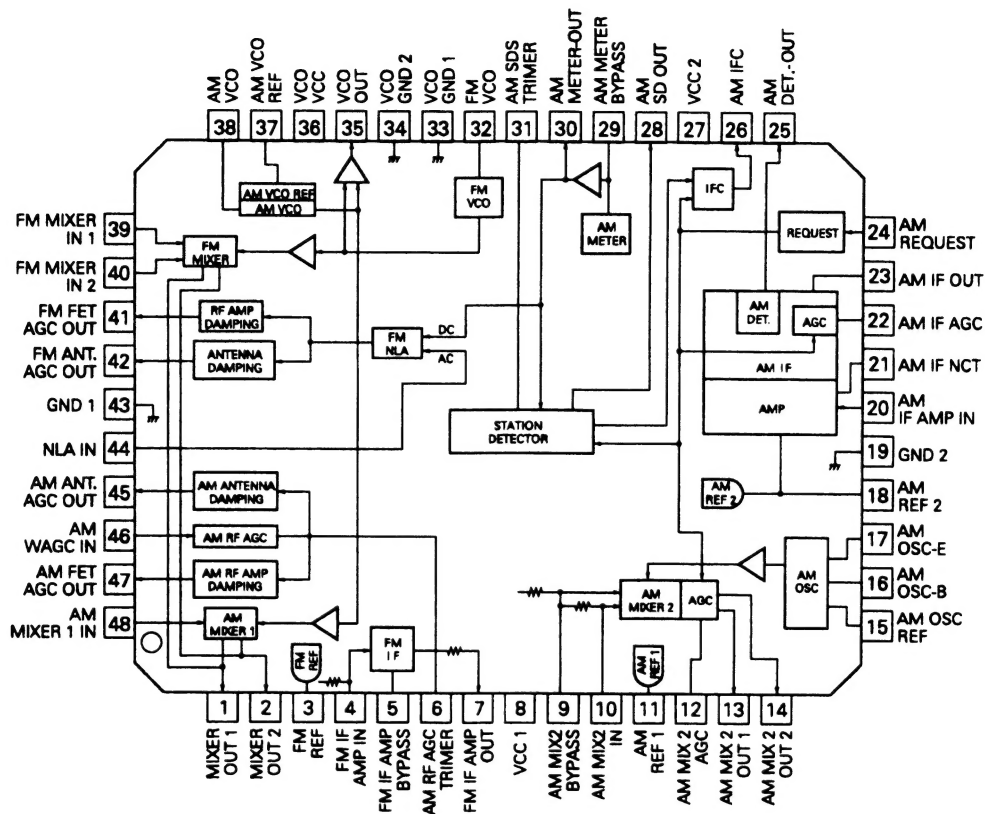 AM VCO
AM VCO REF
VCO VCC
VCO OUT
VCO GND 2
VCO GND 1
FM VCO
AM SDS TRIMER
AM METER-OUT
AM METER BYPASS
AM SD OUT
VCC 2
AM IFC
AM DET.-OUT
38 37 36 35 34 33 32 31 30 29 28 27 26 25
FM MIXER IN 1
39
FM MIXER IN 2
40
FM FET AGC OUT
41
FM ANT. AGC OUT
42
GND 1
43
NLA IN
44
AM ANT. AGC OUT
45
AM WAGC IN
46
AM FET AGC OUT
47
AM MIXER 1 IN
48
AM VCO REF
AM VCO
FM MIXER
RF AMP DAMPING
ANTENNA DAMPING
FM VCO
FM NLA
DC
AC
AM METER
IFC
REQUEST
AM DET.
AGC
AM IF
AMP
STATION DETECTOR
AM REF 2
AM ANTENNA DAMPING
AM RF AGC
AM RF AMP DAMPING
AM MIXER 1
FM REF
FM IF
AM MIXER 2
AGC
AM REF 1
AM OSC
24
AM REQUEST
23
AM IF OUT
22
AM IF AGC
21
AM IF NCT
20
AM IF AMP IN
19
GND 2
18
AM REF 2
17
AM OSC-E
16
AM OSC-B
15
AM OSC REF
1 2 3 4 5 6 7 8 9 10 11 12 13 14
MIXER OUT 1
MIXER OUT 2
FM REF
FM IF AMP IN
FM IF AMP BYPASS
AM RF AGC TRIMER
FM IF AMP OUT
VCC 1
AM MIX2 BYPASS
AM MIX2 IN
AM REF 1
AM MIX 2 AGC
AM MIX 2 OUT 1
AM MIX 2 OUT 2